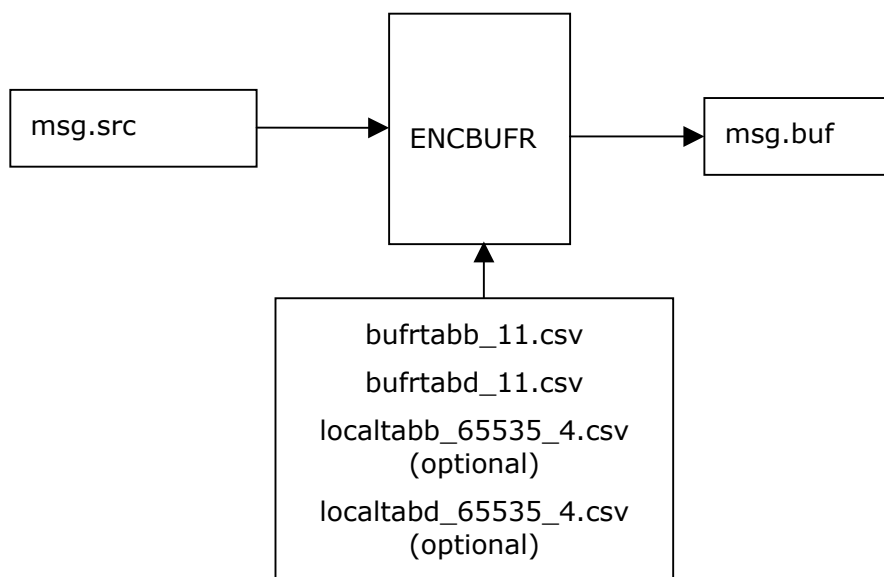 msg.src
ENCBUFR
msg.buf
bufrtabb_11.csv
bufrtabd_11.csv
localtabb_65535_4.csv
(optional)
localtabd_65535_4.csv
(optional)